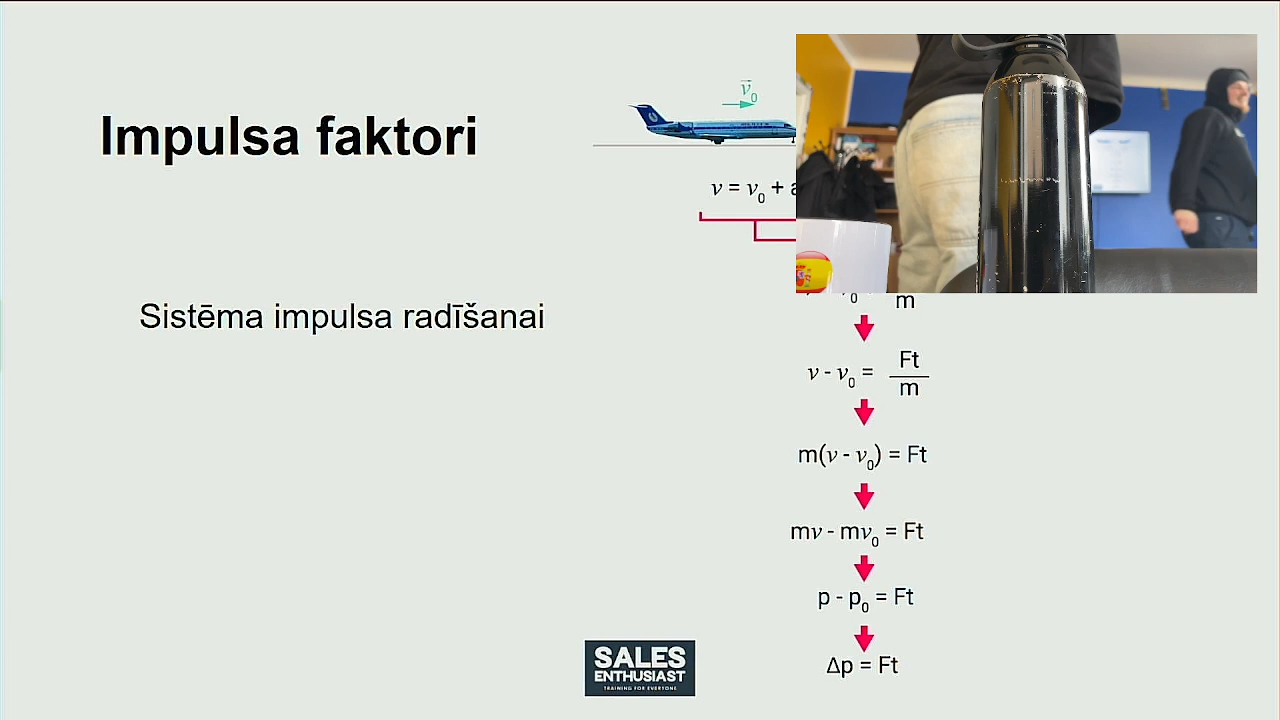 Impulsa faktori
Sistēma impulsa radīšanai
v₀
v = v₀ +
m
v - v₀ = Ft
m
m(v - v₀) = Ft
mv - mv₀ = Ft
p - p₀ = Ft
Δp = Ft
SALES
ENTHUSIAST
TRAINING FOR EVERYONE